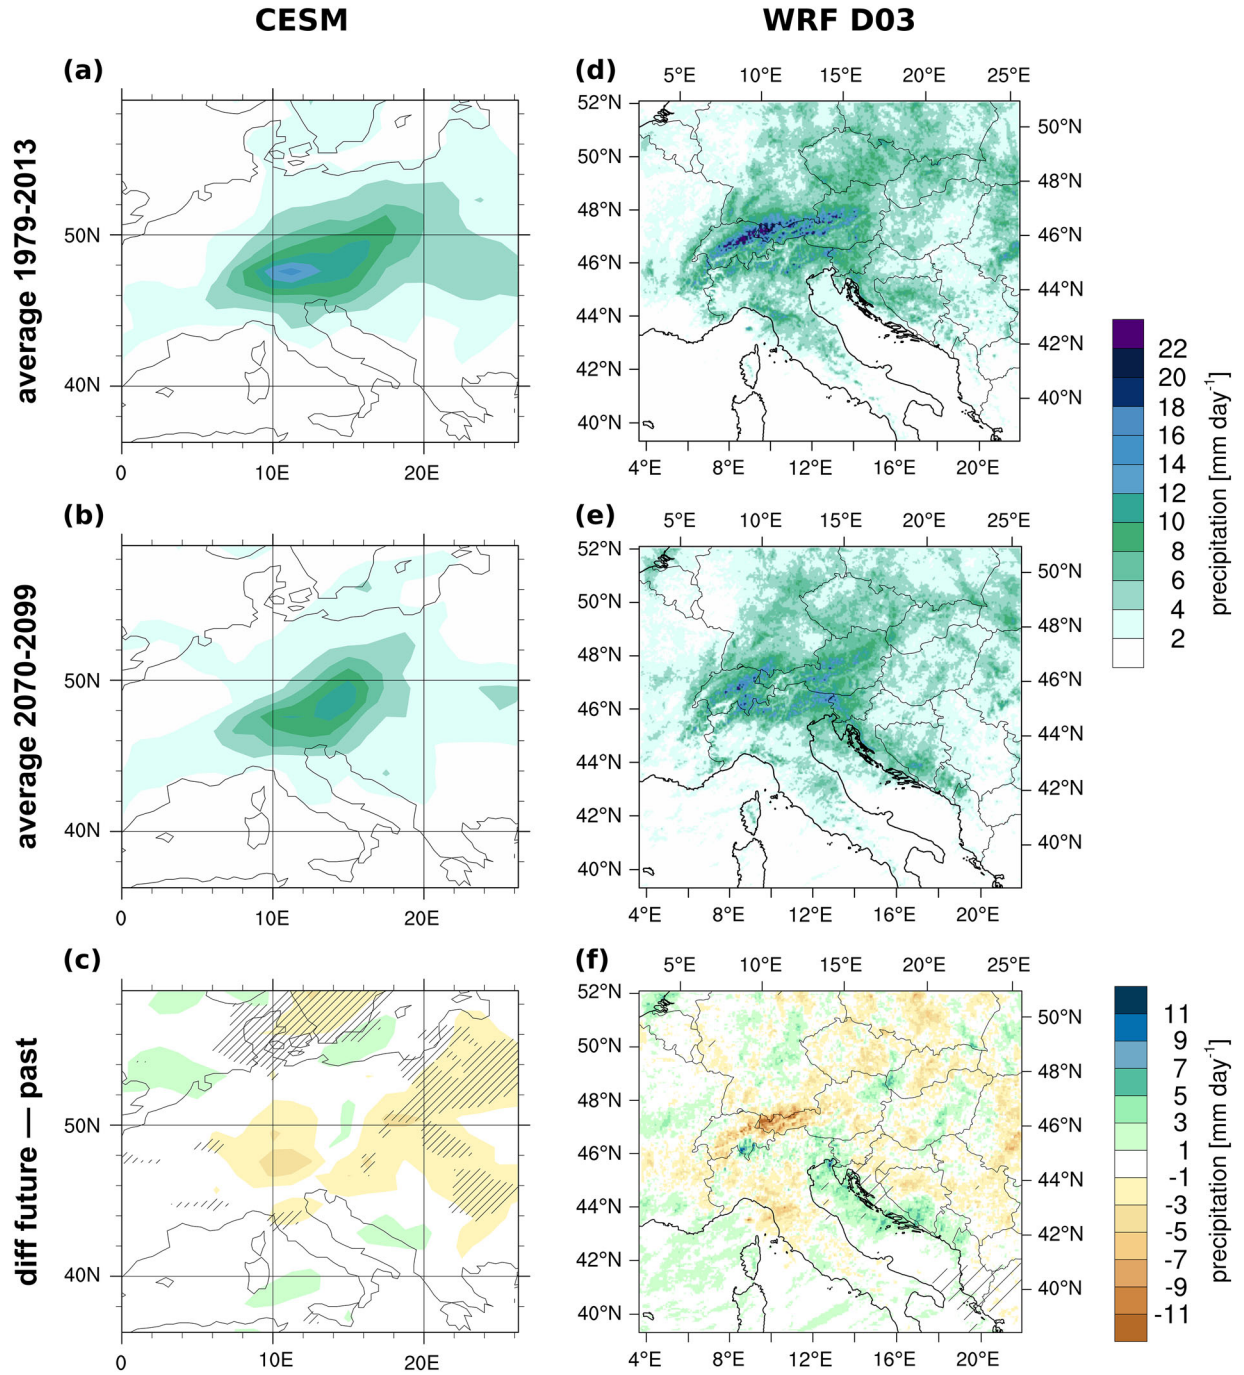 CESM
WRF D03
(a)
average 1979-2013
50N
40N
0 10E 20E
(d)
5°E 10°E 15°E 20°E 25°E
52°N
50°N
48°N
46°N
44°N
42°N
40°N
50°N
48°N
46°N
44°N
42°N
40°N
4°E 8°E 12°E 16°E 20°E
22
20
18
16
14
12
10
8
6
4
2
precipitation [mm day-1]
(b)
average 2070-2099
50N
40N
0 10E 20E
(e)
5°E 10°E 15°E 20°E 25°E
52°N
50°N
48°N
46°N
44°N
42°N
40°N
50°N
48°N
46°N
44°N
42°N
40°N
4°E 8°E 12°E 16°E 20°E
(c)
diff future — past
50N
40N
0 10E 20E
(f)
5°E 10°E 15°E 20°E 25°E
52°N
50°N
48°N
46°N
44°N
42°N
40°N
50°N
48°N
46°N
44°N
42°N
40°N
4°E 8°E 12°E 16°E 20°E
11
9
7
5
3
1
-1
-3
-5
-7
-9
-11
precipitation [mm day-1]